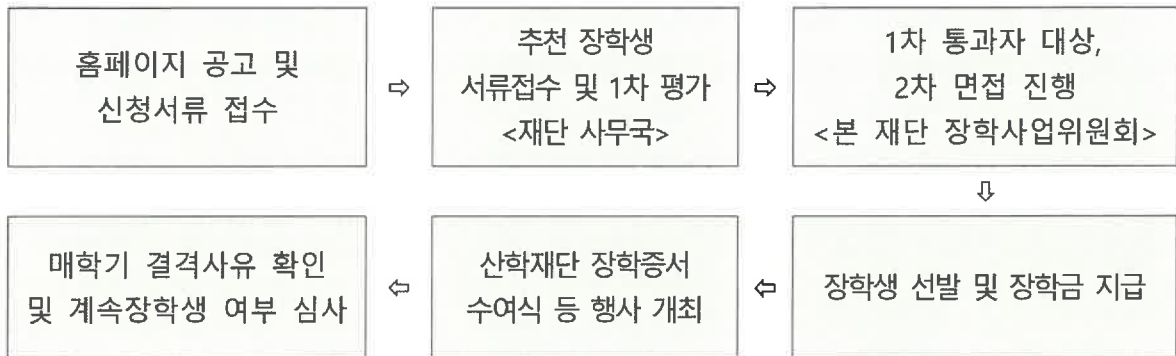 홈페이지 공고 및
신청서류 접수
⇨
추천 장학생
서류접수 및 1차 평가
<재단 사무국>
⇨
1차 통과자 대상,
2차 면접 진행
<본 재단 장학사업위원회>
⇩
장학생 선발 및 장학금 지급
⇦
산학재단 장학증서
수여식 등 행사 개최
⇦
매학기 결격사유 확인
및 계속장학생 여부 심사